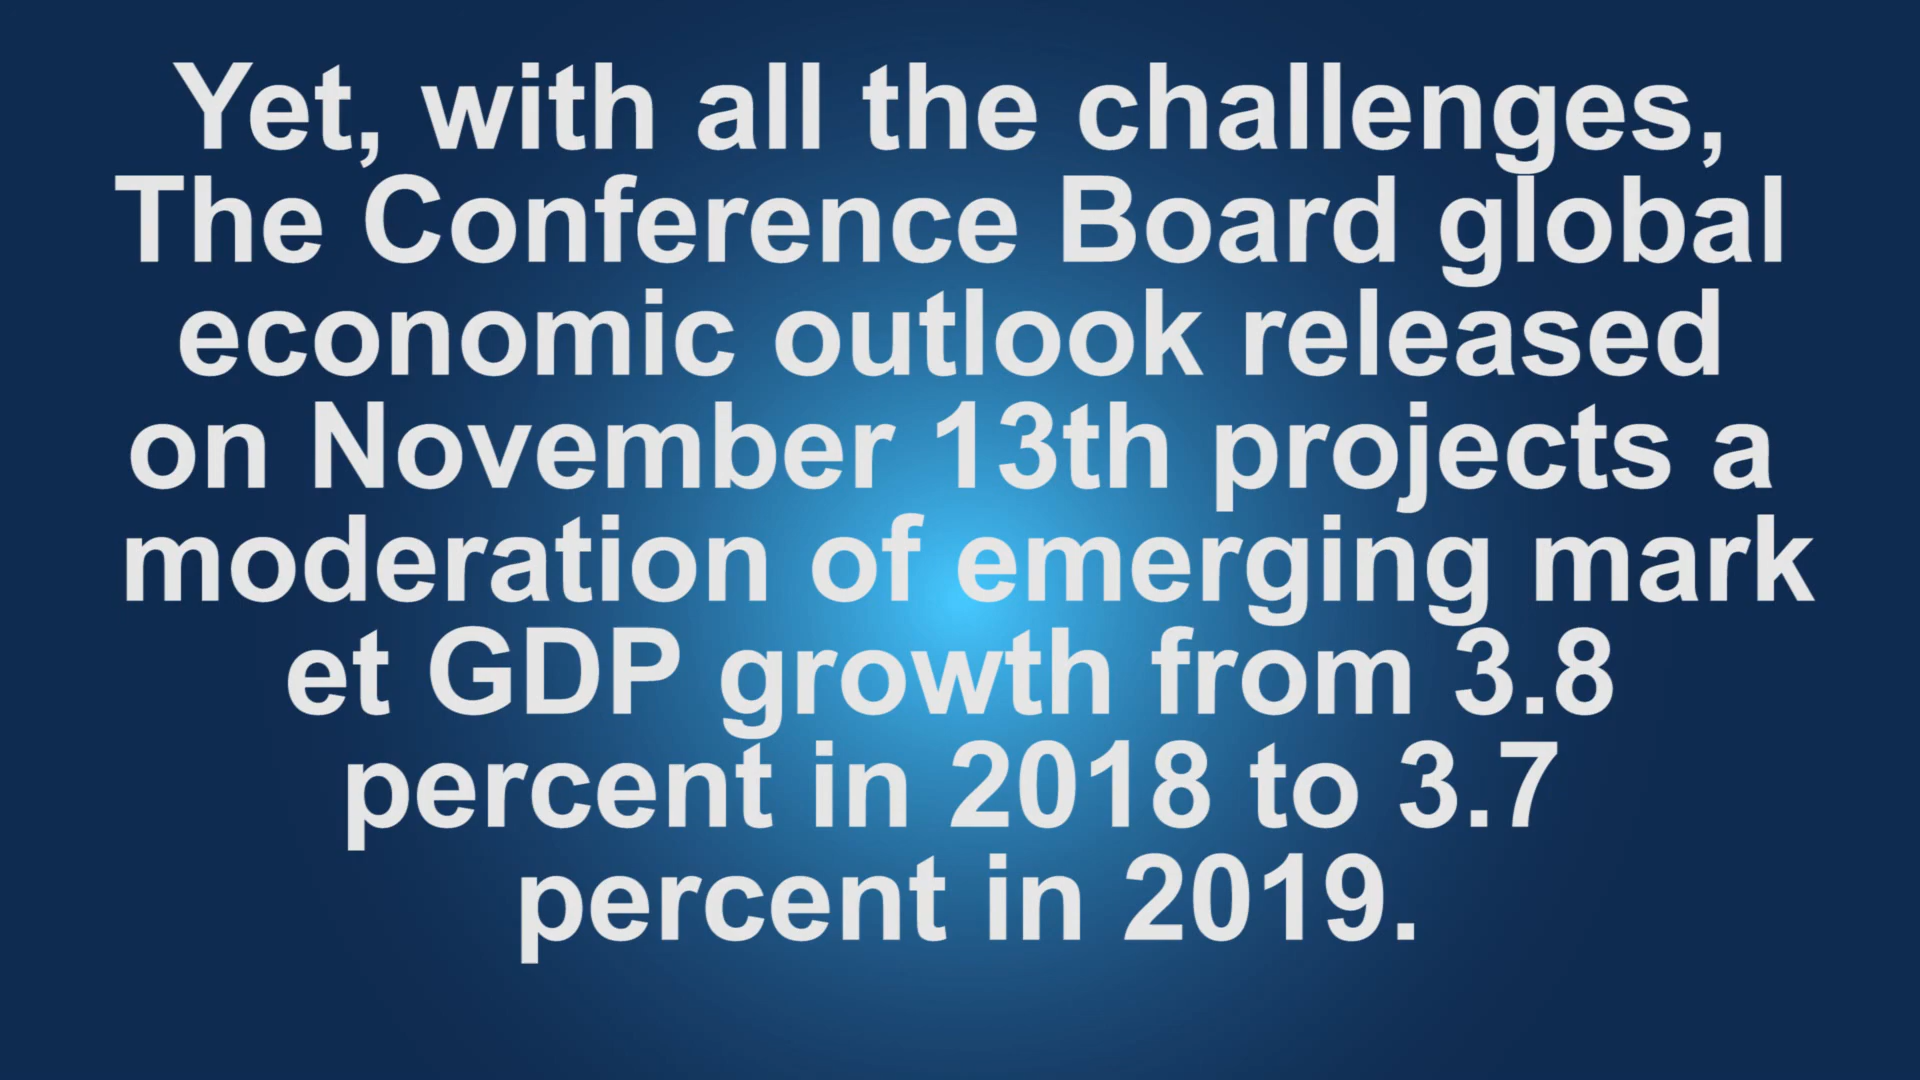 Yet, with all the challenges,
The Conference Board global
economic outlook released
on November 13th projects a
moderation of emerging mark
et GDP growth from 3.8
percent in 2018 to 3.7
percent in 2019.